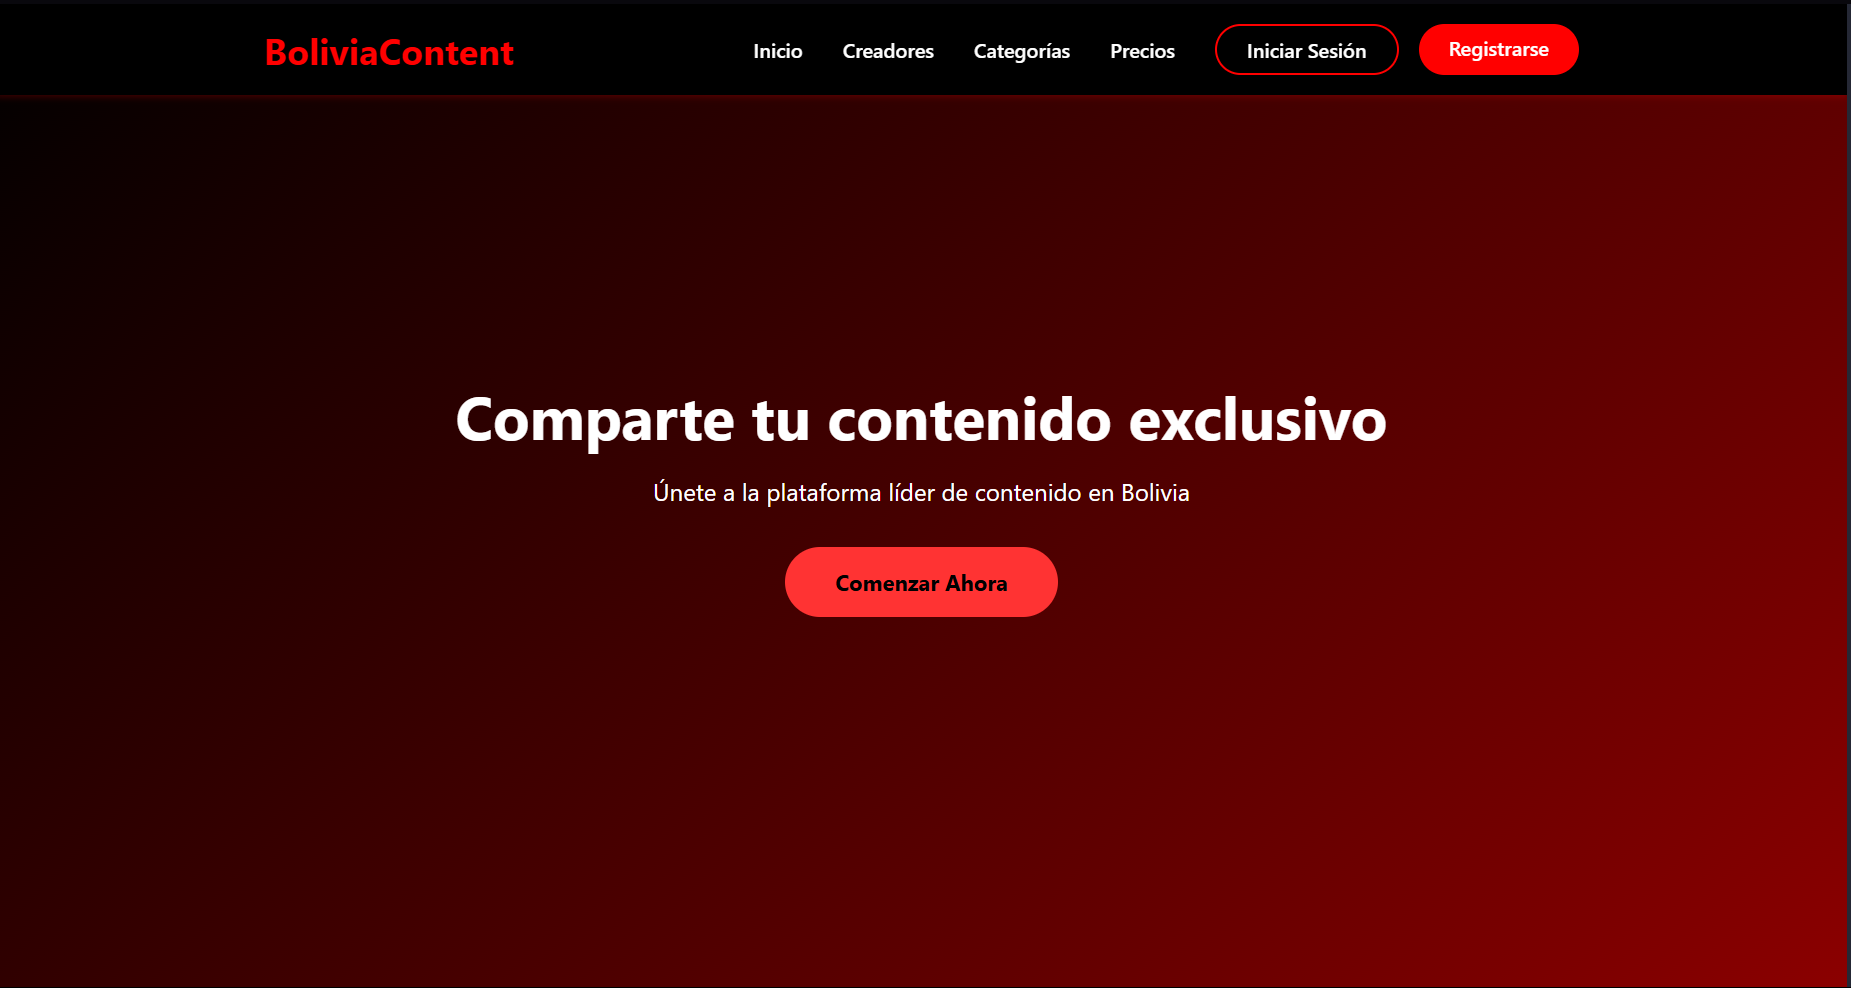 BoliviaContent
Inicio Creadores Categorías Precios Iniciar Sesión Registrarse
Comparte tu contenido exclusivo
Únete a la plataforma líder de contenido en Bolivia
Comenzar Ahora